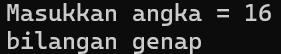 Masukkan angka = 16
bilangan genap